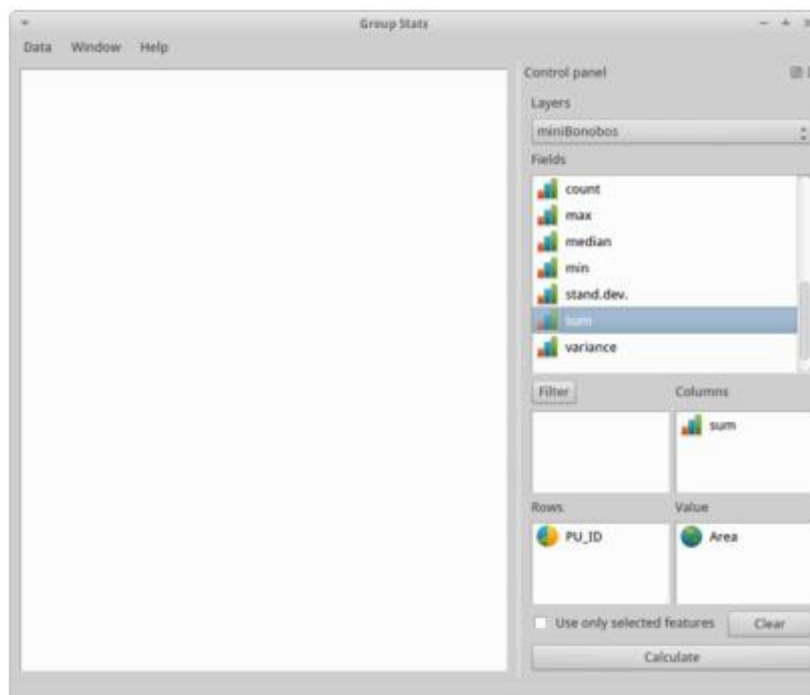 Group Stats
Data Window Help
Control panel
Layers
miniBonobos
Fields
count
max
median
min
stand.dev.
sum
variance
Filter Columns
sum
Rows Value
PU_ID Area
Use only selected features Clear
Calculate